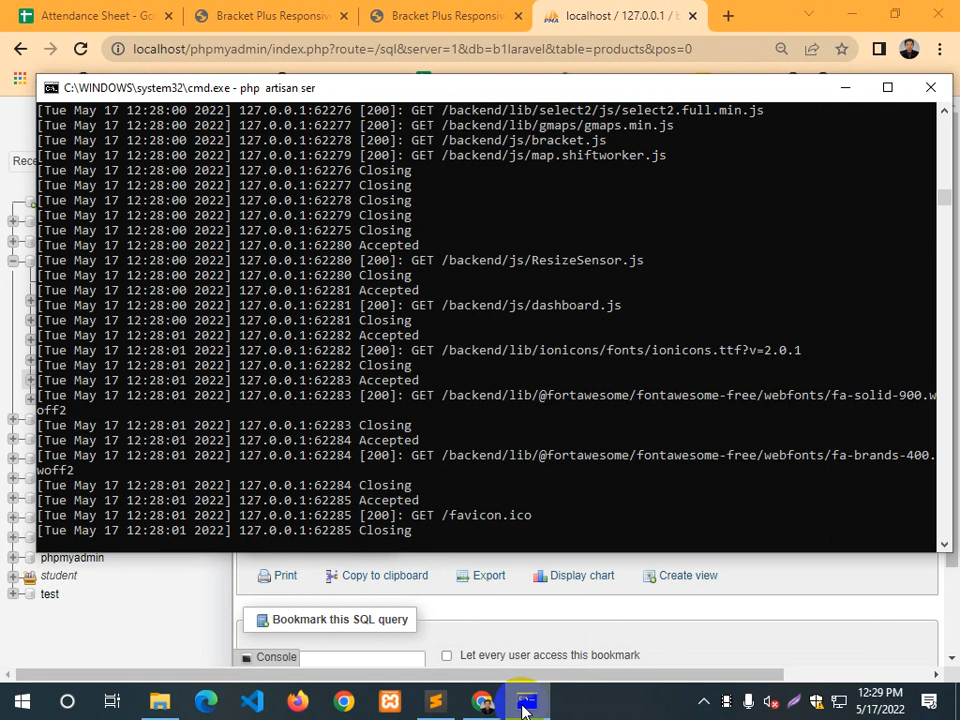 Attendance Sheet - Go
Bracket Plus Responsiv
Bracket Plus Responsiv
localhost / 127.0.0.1 / b
localhost/phpmyadmin/index.php?route=/sql&server=1&db=b1laravel&table=products&pos=0
C:\WINDOWS\system32\cmd.exe - php artisan ser
[Tue May 17 12:28:00 2022] 127.0.0.1:62276 [200]: GET /backend/lib/select2/js/select2.full.min.js
[Tue May 17 12:28:00 2022] 127.0.0.1:62277 [200]: GET /backend/lib/gmaps/gmaps.min.js
[Tue May 17 12:28:00 2022] 127.0.0.1:62278 [200]: GET /backend/js/bracket.js
[Tue May 17 12:28:00 2022] 127.0.0.1:62279 [200]: GET /backend/js/map.shiftworker.js
[Tue May 17 12:28:00 2022] 127.0.0.1:62276 Closing
[Tue May 17 12:28:00 2022] 127.0.0.1:62277 Closing
[Tue May 17 12:28:00 2022] 127.0.0.1:62278 Closing
[Tue May 17 12:28:00 2022] 127.0.0.1:62279 Closing
[Tue May 17 12:28:00 2022] 127.0.0.1:62275 Closing
[Tue May 17 12:28:00 2022] 127.0.0.1:62280 Accepted
[Tue May 17 12:28:00 2022] 127.0.0.1:62280 [200]: GET /backend/js/ResizeSensor.js
[Tue May 17 12:28:00 2022] 127.0.0.1:62280 Closing
[Tue May 17 12:28:00 2022] 127.0.0.1:62281 Accepted
[Tue May 17 12:28:00 2022] 127.0.0.1:62281 [200]: GET /backend/js/dashboard.js
[Tue May 17 12:28:00 2022] 127.0.0.1:62281 Closing
[Tue May 17 12:28:01 2022] 127.0.0.1:62282 Accepted
[Tue May 17 12:28:01 2022] 127.0.0.1:62282 [200]: GET /backend/lib/ionicons/fonts/ionicons.ttf?v=2.0.1
[Tue May 17 12:28:01 2022] 127.0.0.1:62282 Closing
[Tue May 17 12:28:01 2022] 127.0.0.1:62283 Accepted
[Tue May 17 12:28:01 2022] 127.0.0.1:62283 [200]: GET /backend/lib/@fortawesome/fontawesome-free/webfonts/fa-solid-900.w
off2
[Tue May 17 12:28:01 2022] 127.0.0.1:62283 Closing
[Tue May 17 12:28:01 2022] 127.0.0.1:62284 Accepted
[Tue May 17 12:28:01 2022] 127.0.0.1:62284 [200]: GET /backend/lib/@fortawesome/fontawesome-free/webfonts/fa-brands-400.
woff2
[Tue May 17 12:28:01 2022] 127.0.0.1:62284 Closing
[Tue May 17 12:28:01 2022] 127.0.0.1:62285 Accepted
[Tue May 17 12:28:01 2022] 127.0.0.1:62285 [200]: GET /favicon.ico
[Tue May 17 12:28:01 2022] 127.0.0.1:62285 Closing
Rece
phpmyadmin
student
test
Print
Copy to clipboard
Export
Display chart
Create view
Bookmark this SQL query
Console
Let every user access this bookmark
12:29 PM
5/17/2022